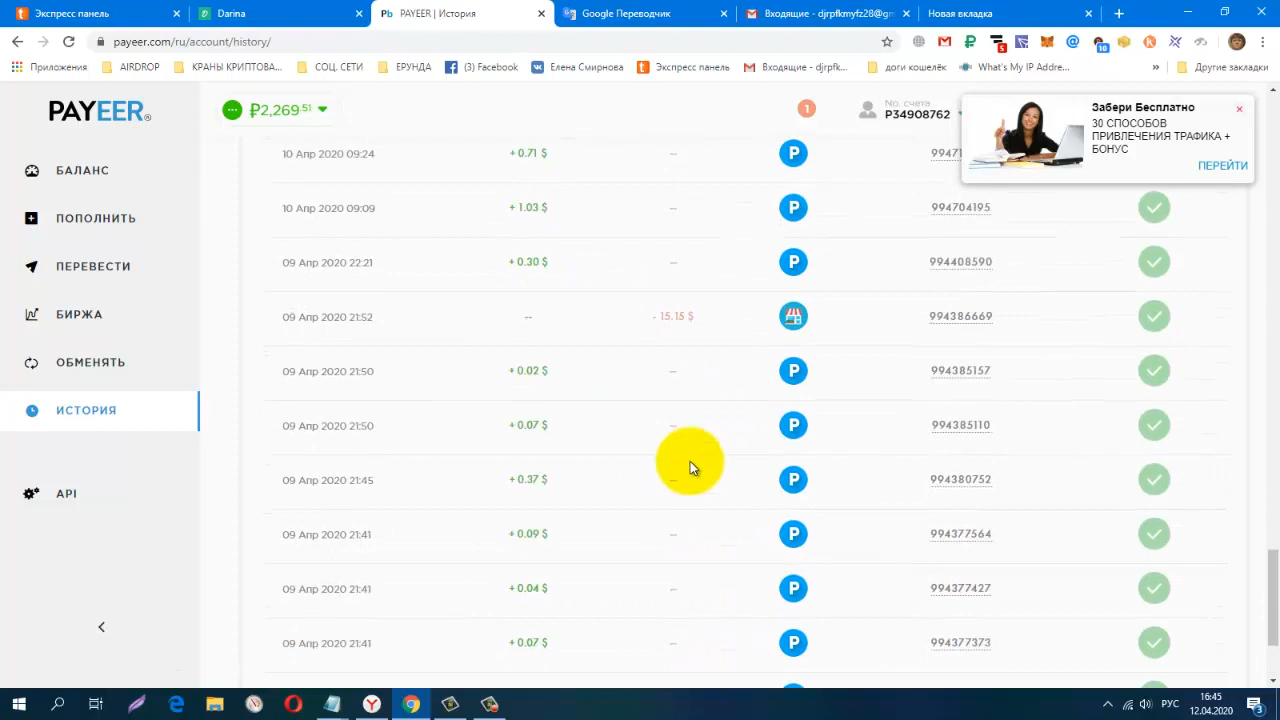 Экспресс панель
Darina
PAYEER | История
Google Переводчик
Входящие - djrpfkmyfz28@gm
Новая вкладка
payeer.com/ru/account/history/
5
10
Приложения
AIRDROP
КРАНЫ КРИПТОВА...
СОЦ. СЕТИ
ЕРУНДА
(3) Facebook
Елена Смирнова
Экспресс панель
Входящие - djrpfk...
доги кошелёк
What's My IP Addre...
»
Другие закладки
PAYEER®
₽2,269.51
1
No. счета
P34908762
Забери Бесплатно
30 СПОСОБОВ
ПРИВЛЕЧЕНИЯ ТРАФИКА +
БОНУС
ПЕРЕЙТИ
БАЛАНС
ПОПОЛНИТЬ
ПЕРЕВЕСТИ
БИРЖА
ОБМЕНЯТЬ
ИСТОРИЯ
API
10 Апр 2020 09:24 + 0.71 $ -- P 9947
10 Апр 2020 09:09 + 1.03 $ -- P 994704195
09 Апр 2020 22:21 + 0.30 $ -- P 994408590
09 Апр 2020 21:52 -- - 15.15 $ 994386669
09 Апр 2020 21:50 + 0.02 $ -- P 994385157
09 Апр 2020 21:50 + 0.07 $ -- P 994385110
09 Апр 2020 21:45 + 0.37 $ -- P 994380752
09 Апр 2020 21:41 + 0.09 $ -- P 994377564
09 Апр 2020 21:41 + 0.04 $ -- P 994377427
09 Апр 2020 21:41 + 0.07 $ -- P 994377373
РУС
16:45
12.04.2020
3